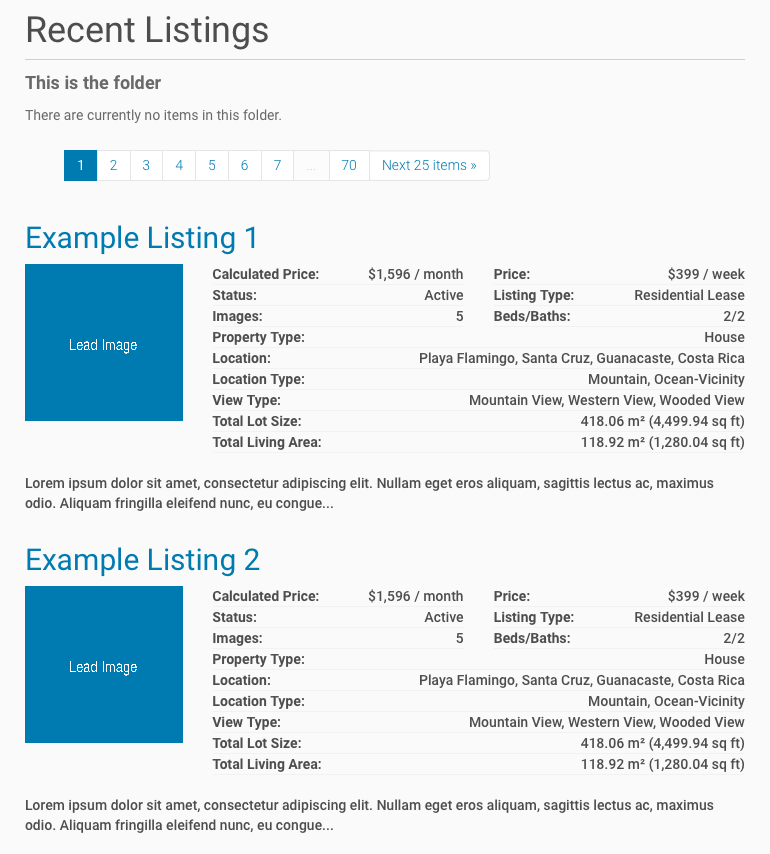 Recent Listings
This is the folder
There are currently no items in this folder.
1 2 3 4 5 6 7 ... 70 Next 25 items »
Example Listing 1
Lead Image
Calculated Price: $1,596 / month Price: $399 / week
Status: Active Listing Type: Residential Lease
Images: 5 Beds/Baths: 2/2
Property Type: House
Location: Playa Flamingo, Santa Cruz, Guanacaste, Costa Rica
Location Type: Mountain, Ocean-Vicinity
View Type: Mountain View, Western View, Wooded View
Total Lot Size: 418.06 m² (4,499.94 sq ft)
Total Living Area: 118.92 m² (1,280.04 sq ft)
Lorem ipsum dolor sit amet, consectetur adipiscing elit. Nullam eget eros aliquam, sagittis lectus ac, maximus
odio. Aliquam fringilla eleifend nunc, eu congue...
Example Listing 2
Lead Image
Calculated Price: $1,596 / month Price: $399 / week
Status: Active Listing Type: Residential Lease
Images: 5 Beds/Baths: 2/2
Property Type: House
Location: Playa Flamingo, Santa Cruz, Guanacaste, Costa Rica
Location Type: Mountain, Ocean-Vicinity
View Type: Mountain View, Western View, Wooded View
Total Lot Size: 418.06 m² (4,499.94 sq ft)
Total Living Area: 118.92 m² (1,280.04 sq ft)
Lorem ipsum dolor sit amet, consectetur adipiscing elit. Nullam eget eros aliquam, sagittis lectus ac, maximus
odio. Aliquam fringilla eleifend nunc, eu congue...